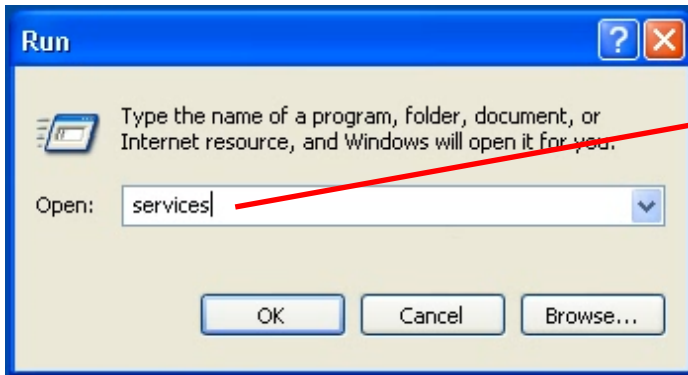 Run
Type the name of a program, folder, document, or
Internet resource, and Windows will open it for you.
Open: services
OK Cancel Browse...